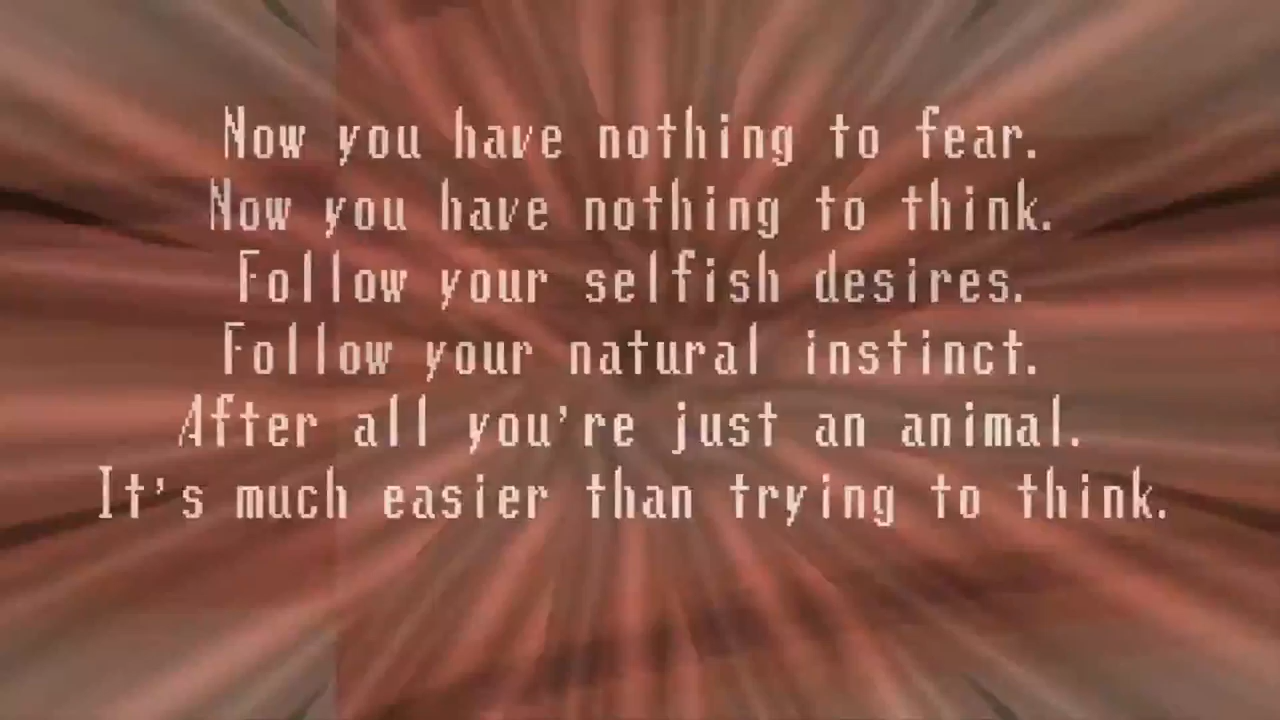 Now you have nothing to fear.
Now you have nothing to think.
Follow your selfish desires.
Follow your natural instinct.
After all you're just an animal.
It's much easier than trying to think.